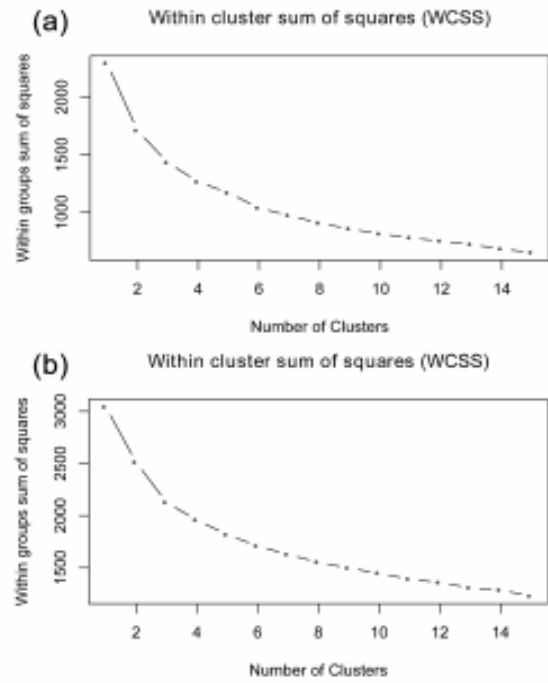 (a)
Within cluster sum of squares (WCSS)
Within groups sum of squares
2000
1500
1000
2 4 6 8 10 12 14
Number of Clusters
(b)
Within cluster sum of squares (WCSS)
Within groups sum of squares
3000
2500
2000
1500
2 4 6 8 10 12 14
Number of Clusters